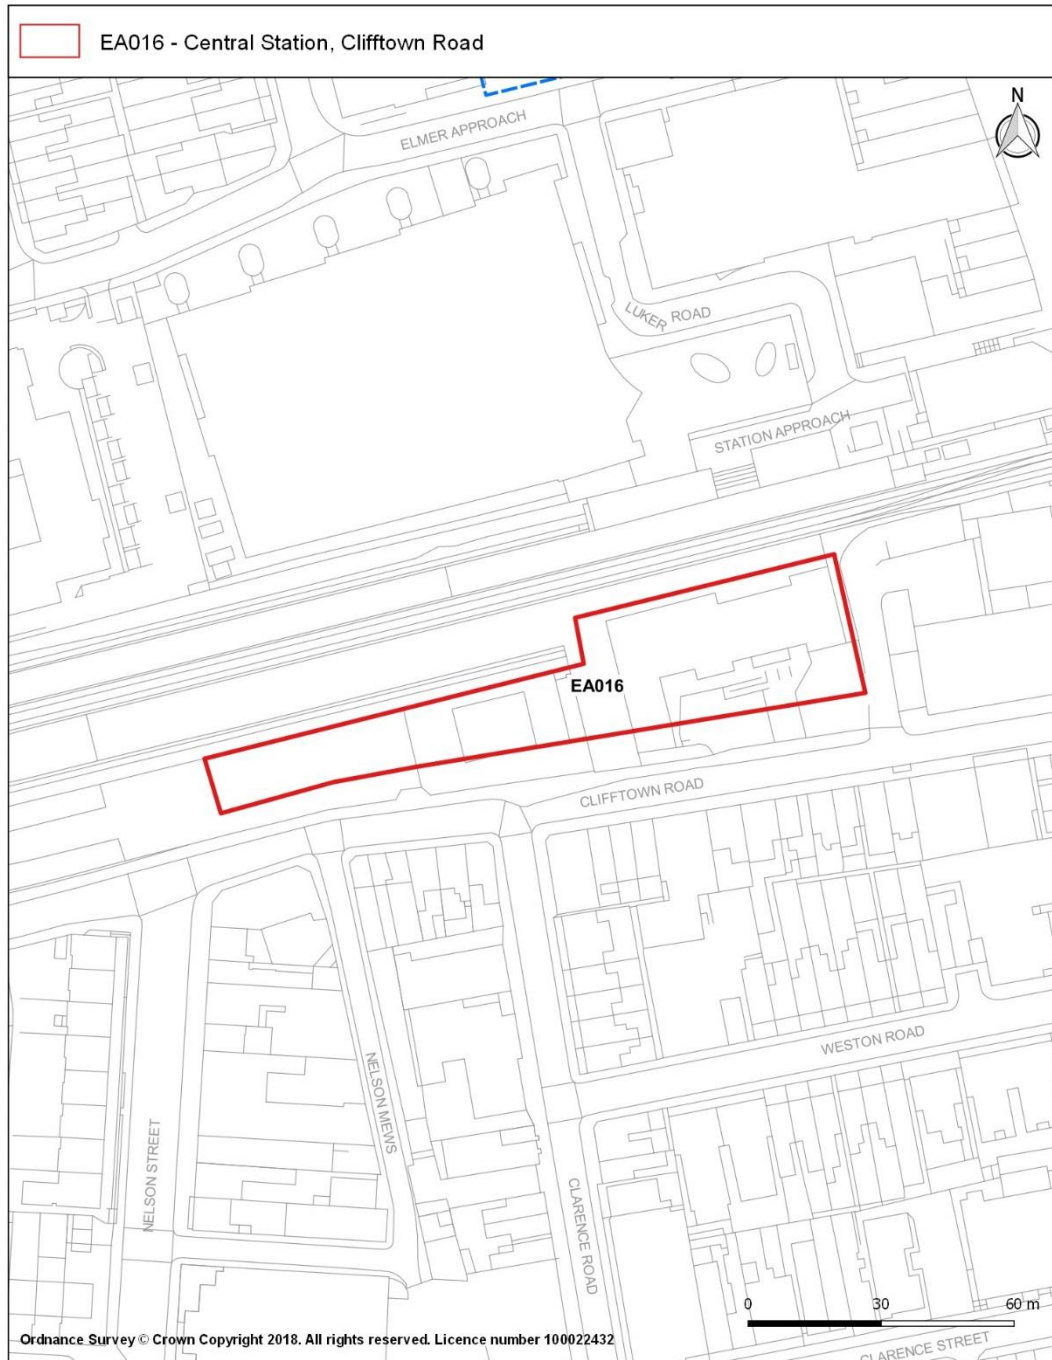 EA016 - Central Station, Clifftown Road
N
ELMER APPROACH
LUKER ROAD
STATION APPROACH
EA016
CLIFFTOWN ROAD
WESTON ROAD
NELSON MEWS
NELSON STREET
CLARENCE ROAD
0 30 60 m
Ordnance Survey © Crown Copyright 2018. All rights reserved. Licence number 100022432
CLARENCE STREET